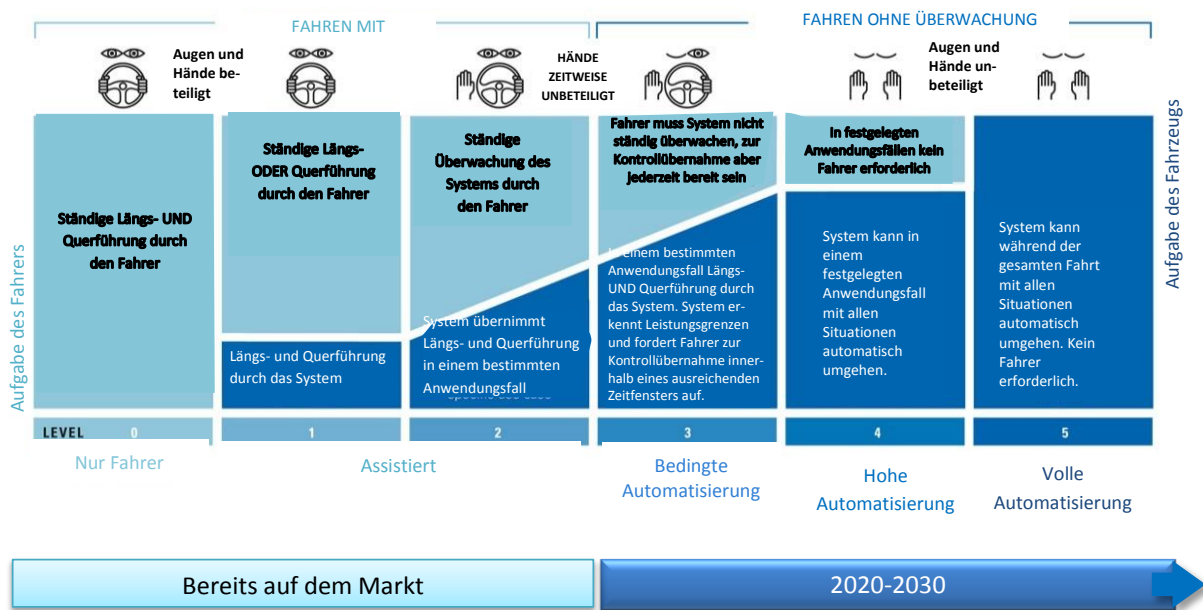 FAHREN MIT
FAHREN OHNE ÜBERWACHUNG
Augen und
Hände be-
teiligt
HÄNDE
ZEITWEISE
UNBETEILIGT
Augen und
Hände un-
beteiligt
Aufgabe des Fahrers
Ständige Längs- UND
Querführung durch
den Fahrer
Ständige Längs-
ODER Querführung
durch den Fahrer
Längs- und Querführung
durch das System
Ständige
Überwachung des
Systems durch
den Fahrer
System übernimmt
Längs- und Querführung
in einem bestimmten
Anwendungsfall
Fahrer muss System nicht
ständig überwachen, zur
Kontrollübernahme aber
jederzeit bereit sein
In einem bestimmten
Anwendungsfall Längs-
UND Querführung durch
das System. System er-
kennt Leistungsgrenzen
und fordert Fahrer zur
Kontrollübernahme inner-
halb eines ausreichenden
Zeitfensters auf.
In festgelegten
Anwendungsfällen kein
Fahrer erforderlich
System kann in
einem
festgelegten
Anwendungsfall
mit allen
Situationen
automatisch
umgehen.
System kann
während der
gesamten Fahrt
mit allen
Situationen
automatisch
umgehen. Kein
Fahrer
erforderlich.
Aufgabe des Fahrzeugs
LEVEL 0 1 2 3 4 5
Nur Fahrer
Assistiert
Bedingte
Automatisierung
Hohe
Automatisierung
Volle
Automatisierung
Bereits auf dem Markt
2020-2030